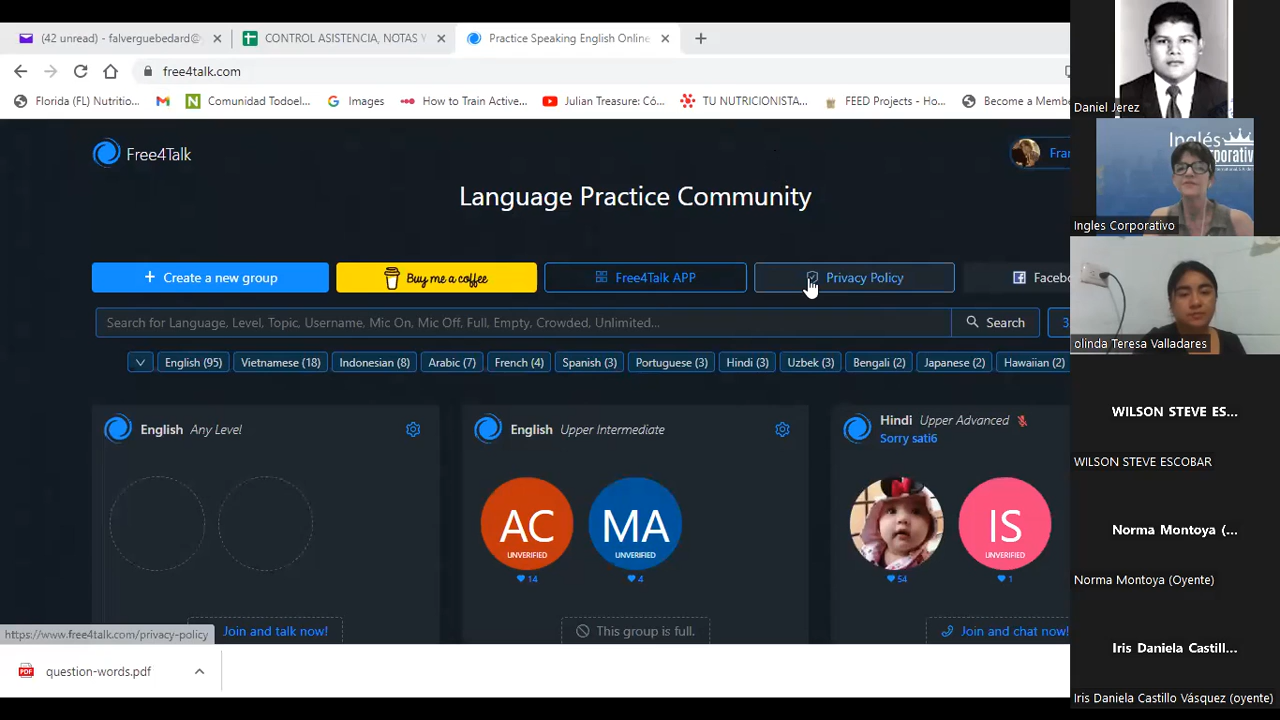 (42 unread) - falverguebedard@
CONTROL ASISTENCIA, NOTAS Y
Practice Speaking English Online
free4talk.com
Florida (FL) Nutritio...
Comunidad Todoel...
Images
How to Train Active...
Julian Treasure: Có...
TU NUTRICIONISTA...
FEED Projects - Ho...
Become a Membe
Free4Talk
Fran
Language Practice Community
+ Create a new group
Buy me a coffee
Free4Talk APP
Privacy Policy
Facebo
Search for Language, Level, Topic, Username, Mic On, Mic Off, Full, Empty, Crowded, Unlimited...
Search
3
English (95)
Vietnamese (18)
Indonesian (8)
Arabic (7)
French (4)
Spanish (3)
Portuguese (3)
Hindi (3)
Uzbek (3)
Bengali (2)
Japanese (2)
Hawaiian (2)
English Any Level
Join and talk now!
English Upper Intermediate
AC
UNVERIFIED
14
MA
UNVERIFIED
4
This group is full.
Hindi Upper Advanced
Sorry sati6
54
IS
UNVERIFIED
1
Join and chat now!
https://www.free4talk.com/privacy-policy
PDF
question-words.pdf
Daniel Jerez
Inglés
orporativ
Ingles Corporativo
olinda Teresa Valladares
WILSON STEVE ES...
WILSON STEVE ESCOBAR
Norma Montoya (...
Norma Montoya (Oyente)
Iris Daniela Castill...
Iris Daniela Castillo Vásquez (oyente)